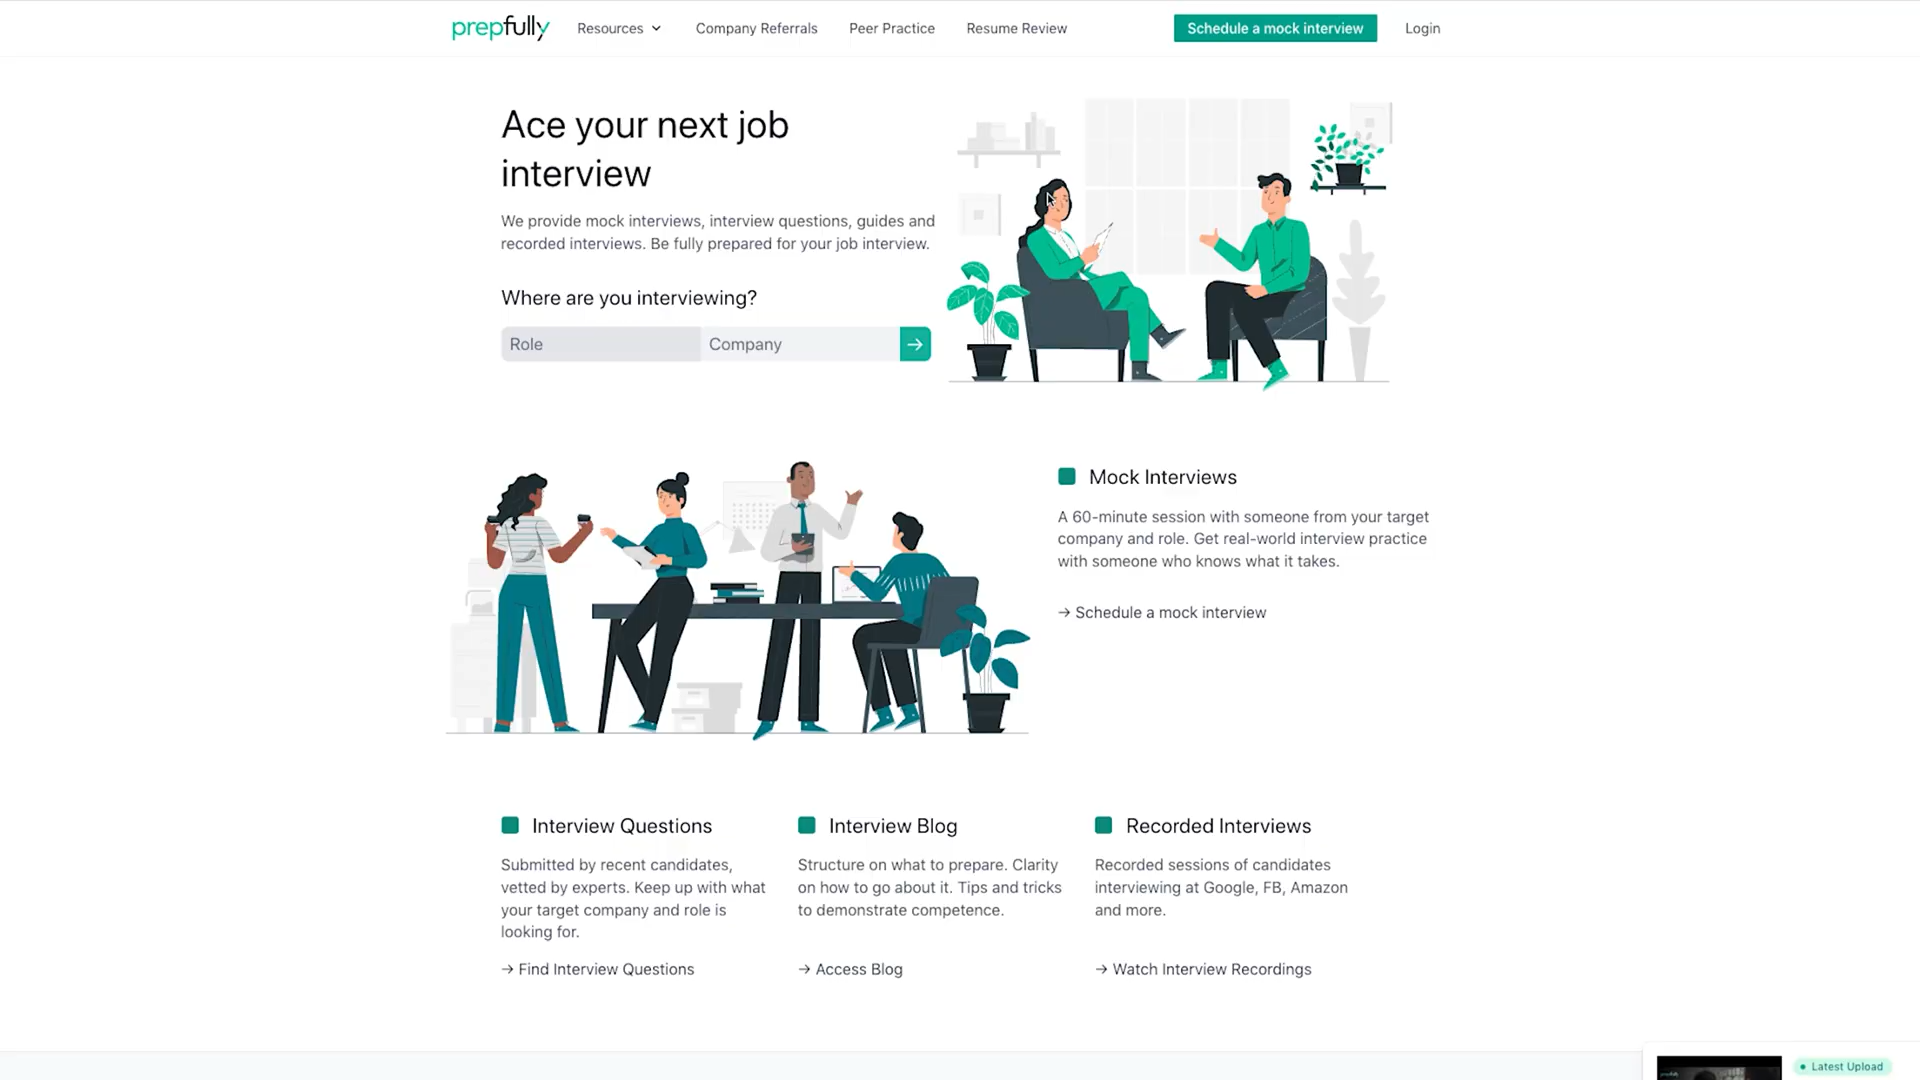 prepfully
Resources
Company Referrals
Peer Practice
Resume Review
Schedule a mock interview
Login
Ace your next job
interview
We provide mock interviews, interview questions, guides and
recorded interviews. Be fully prepared for your job interview.
Where are you interviewing?
Role
Company
→
Mock Interviews
A 60-minute session with someone from your target
company and role. Get real-world interview practice
with someone who knows what it takes.
→ Schedule a mock interview
Interview Questions
Submitted by recent candidates,
vetted by experts. Keep up with what
your target company and role is
looking for.
→ Find Interview Questions
Interview Blog
Structure on what to prepare. Clarity
on how to go about it. Tips and tricks
to demonstrate competence.
→ Access Blog
Recorded Interviews
Recorded sessions of candidates
interviewing at Google, FB, Amazon
and more.
→ Watch Interview Recordings
Latest Upload